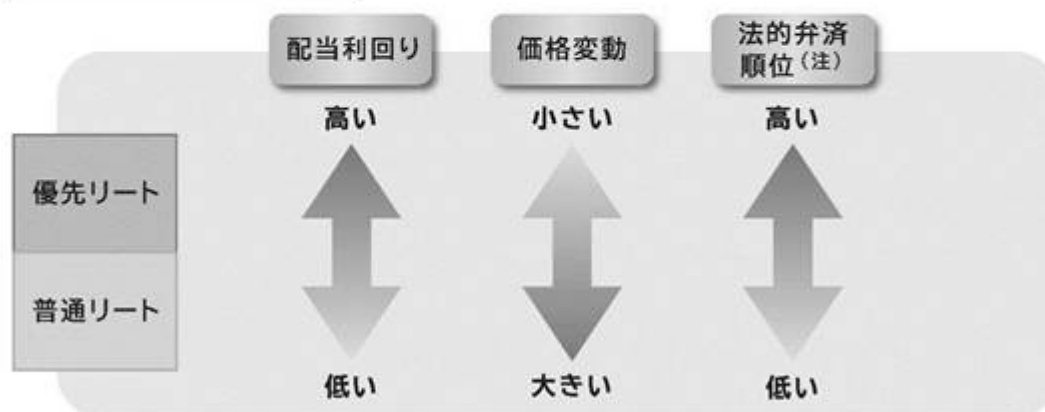 配当利回り
価格変動
法的弁済
順位(注)
高い
小さい
高い
優先リート
普通リート
低い
大きい
低い